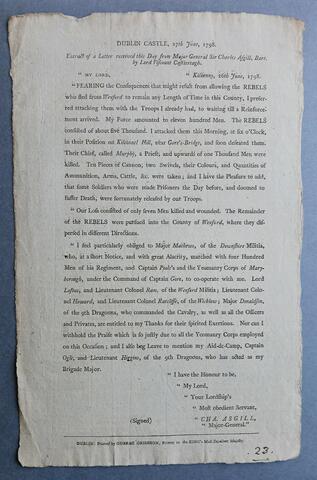 DUBLIN CASTLE, 27th June, 1798.
Extract of a Letter received this Day from Major General Sir Charles Asgill, Bart.
by Lord Viscount Castlereagh.
" MY LORD, " Kilkenny, 26th June, 1798.
" FEARING the Consequence that might result from allowing the REBELS
who fled from Wexford to remain any Length of Time in this Country, I prefer-
red attacking them with the Troops I already had, to waiting till a Reinforce-
ment arrived. My Force amounted to eleven hundred Men. The REBELS
consisted of about five Thousand. I attacked them this Morning, at six o'Clock,
in their Position on Kilconnel Hill, near Gore's-Bridge, and soon defeated them.
Their Chief, called Murphy, a Priest, and upwards of one Thousand Men were
killed. Ten Pieces of Cannon; two Swivels, their Colours, and Quantities of
Ammunition, Arms, Cattle, &c. were taken; and I have the Pleasure to add,
that some Soldiers who were made Prisoners the Day before, and doomed to
suffer Death, were fortunately released by our Troops.
" Our Loss consisted of only seven Men killed and wounded. The Remainder
of the REBELS were pursued into the County of Wexford, where they dis-
persed in different Directions.
" I feel particularly obliged to Major Mathews, of the Downshire Militia,
who, at a short Notice, and with great Alacrity, marched with four Hundred
Men of his Regiment, and Captain Poole's and the Yeomanry Corps of Mary-
borough, under the Command of Captain Gore, to co-operate with me. Lord
Loftus, and Lieutenant Colonel Ram, of the Wexford Militia; Lieutenant Colo-
nel Howard, and Lieutenant Colonel Radcliffe, of the Wicklow; Major Donaldson,
of the 9th Dragoons, who commanded the Cavalry, as well as all the Officers
and Privates, are entitled to my Thanks for their spirited Exertions. Nor can I
withhold the Praise which is so justly due to all the Yeomanry Corps employed
on this Occasion; and I also beg Leave to mention my Aid-de-Camp, Captain
Ogle, and Lieutenant Higgins, of the 9th Dragoons, who has acted as my
Brigade Major.
" I have the Honour to be,
" My Lord,
" Your Lordship's
" Most obedient Servant,
(Signed) " CHA. ASGILL,
" Major-General."
DUBLIN: Printed by GEORGE GRIERSON, Printer to the KING's Most Excellent Majesty.
23.